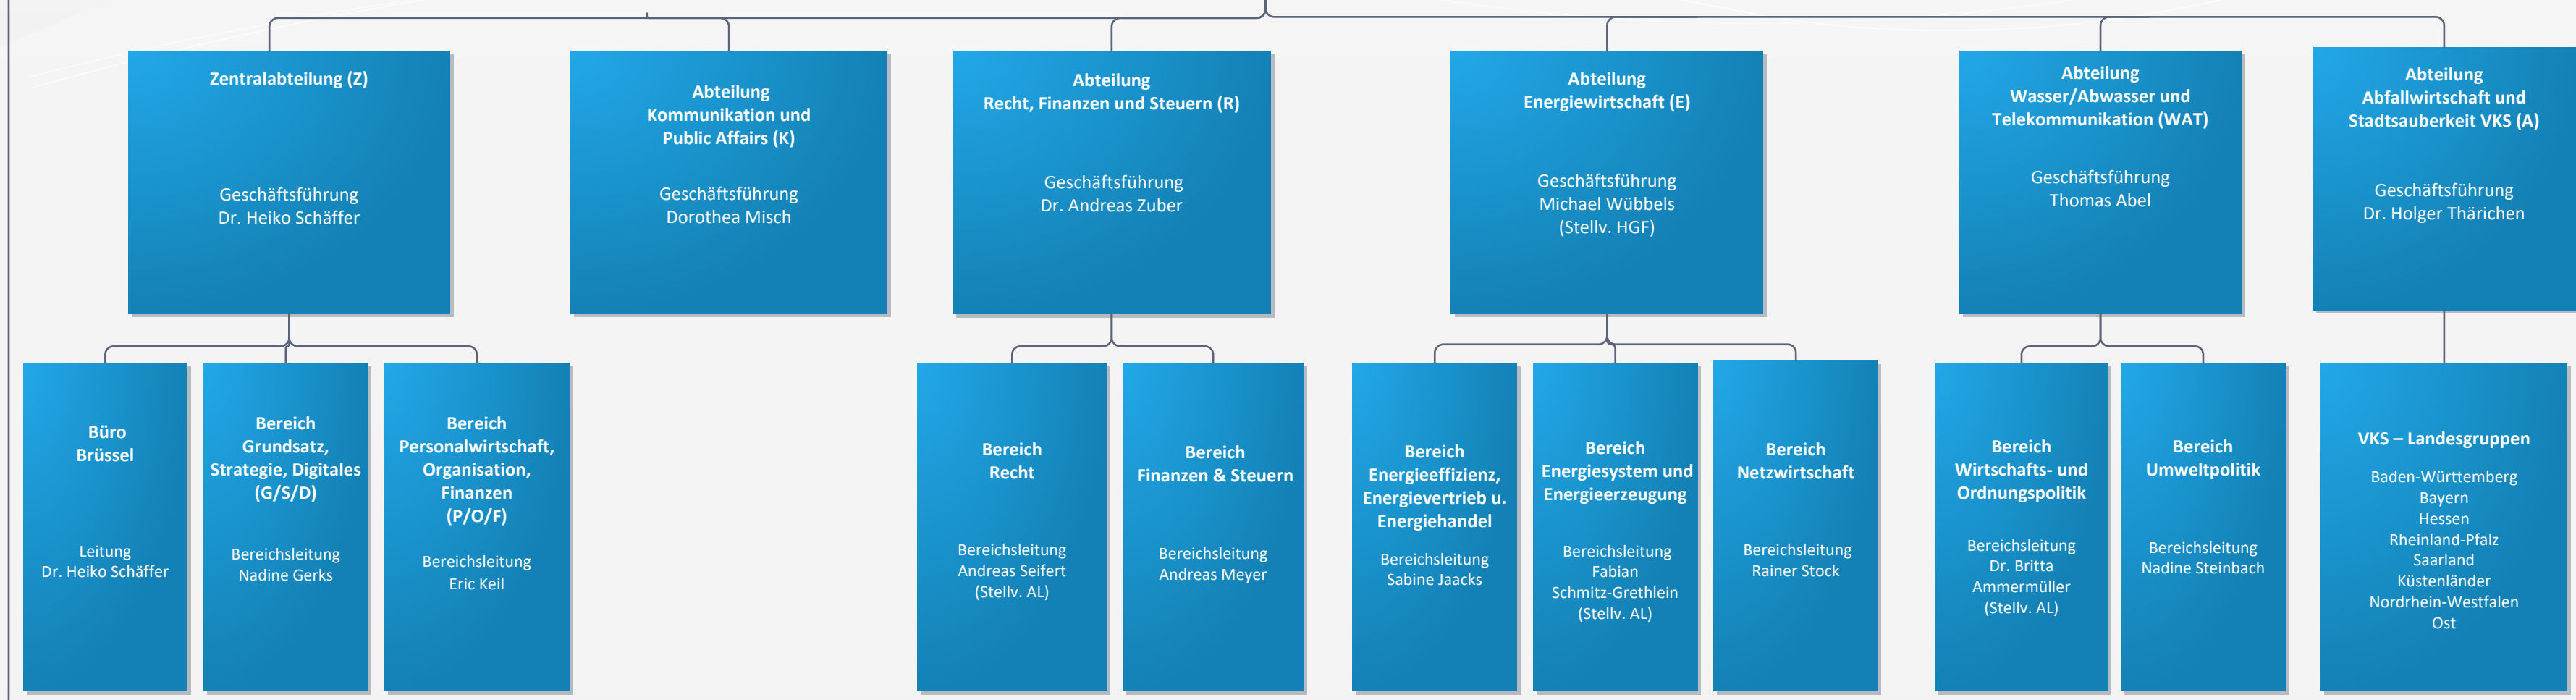 Zentralabteilung (Z)
Geschäftsführung
Dr. Heiko Schäffer
Abteilung
Kommunikation und
Public Affairs (K)
Geschäftsführung
Dorothea Misch
Abteilung
Recht, Finanzen und Steuern (R)
Geschäftsführung
Dr. Andreas Zuber
Abteilung
Energiewirtschaft (E)
Geschäftsführung
Michael Wübbels
(Stellv. HGF)
Abteilung
Wasser/Abwasser und
Telekommunikation (WAT)
Geschäftsführung
Thomas Abel
Abteilung
Abfallwirtschaft und
Stadtsauberkeit VKS (A)
Geschäftsführung
Dr. Holger Thärichen
Büro
Brüssel
Leitung
Dr. Heiko Schäffer
Bereich
Grundsatz,
Strategie, Digitales
(G/S/D)
Bereichsleitung
Nadine Gerks
Bereich
Personalwirtschaft,
Organisation,
Finanzen
(P/O/F)
Bereichsleitung
Eric Keil
Bereich
Recht
Bereichsleitung
Andreas Seifert
(Stellv. AL)
Bereich
Finanzen & Steuern
Bereichsleitung
Andreas Meyer
Bereich
Energieeffizienz,
Energievertrieb u.
Energiehandel
Bereichsleitung
Sabine Jaacks
Bereich
Energiesystem und
Energieerzeugung
Bereichsleitung
Fabian
Schmitz-Grethlein
(Stellv. AL)
Bereich
Netzwirtschaft
Bereichsleitung
Rainer Stock
Bereich
Wirtschafts- und
Ordnungspolitik
Bereichsleitung
Dr. Britta
Ammermüller
(Stellv. AL)
Bereich
Umweltpolitik
Bereichsleitung
Nadine Steinbach
VKS – Landesgruppen
Baden-Württemberg
Bayern
Hessen
Rheinland-Pfalz
Saarland
Küstenländer
Nordrhein-Westfalen
Ost